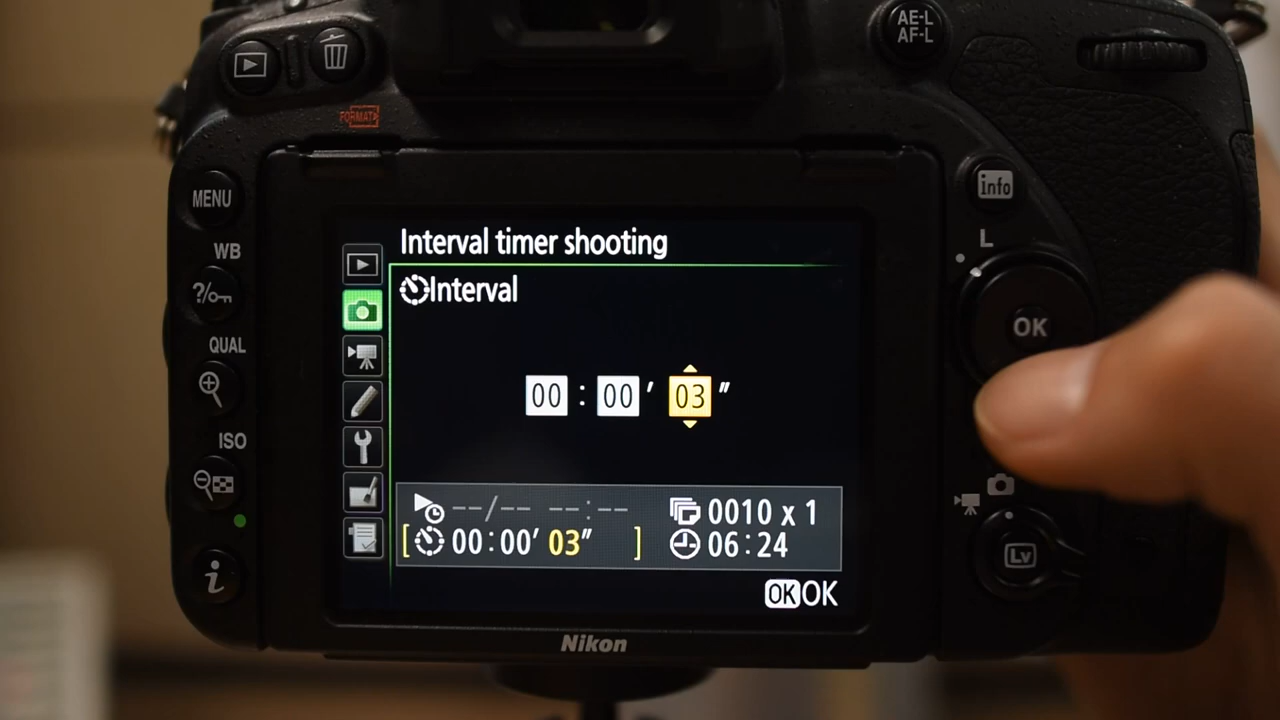 AE-L
AF-L
FORMAT
MENU
info
WB
L
Interval timer shooting
Interval
?
OK
QUAL
00 : 00 ' 03 "
ISO
--/-- --:-- 0010 x 1
[ 00:00' 03" ] 06:24
Lv
i
OK OK
Nikon